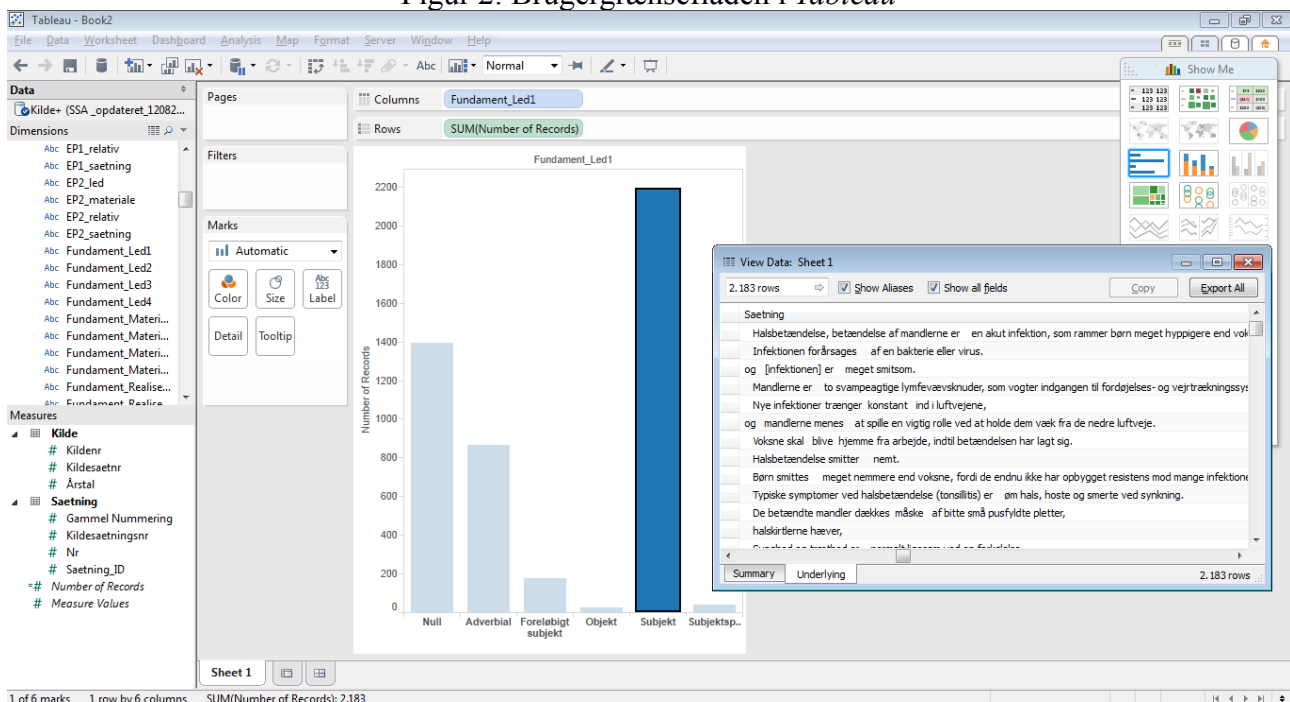 Figur 2: Brugergrænsefladen i Tableau
Tableau - Book2
File Data Worksheet Dashboard Analysis Map Format Server Window Help
Abc Normal
Data
Kilde+ (SSA _opdateret_12082...
Dimensions
Abc EP1_relativ
Abc EP1_saetning
Abc EP2_led
Abc EP2_materiale
Abc EP2_relativ
Abc EP2_saetning
Abc Fundament_Led1
Abc Fundament_Led2
Abc Fundament_Led3
Abc Fundament_Led4
Abc Fundament_Materi...
Abc Fundament_Materi...
Abc Fundament_Materi...
Abc Fundament_Materi...
Abc Fundament_Realise...
Abc Fundament_Realise...
Measures
Kilde
# Kildenr
# Kildesaetnr
# Årstal
Saetning
# Gammel Nummering
# Kildesaetningsnr
# Nr
# Saetning_ID
=# Number of Records
# Measure Values
Pages
Filters
Marks
Automatic
Color Size Abc 123 Label
Detail Tooltip
Columns Fundament_Led1
Rows SUM(Number of Records)
Fundament_Led1
Number of Records
2200
2000
1800
1600
1400
1200
1000
800
600
400
200
0
Null Adverbial Foreløbigt subjekt Objekt Subjekt Subjektsp..
Show Me
View Data: Sheet 1
2.183 rows Show Aliases Show all fields Copy Export All
Saetning
Halsbetændelse, betændelse af mandlerne er en akut infektion, som rammer børn meget hyppigere end vok
Infektionen forårsages af en bakterie eller virus.
og [infektionen] er meget smitsom.
Mandlerne er to svampeagtige lymfevævsknuder, som vogter indgangen til fordøjelses- og vejrtrækningssys
Nye infektioner trænger konstant ind i luftvejene,
og mandlerne menes at spille en vigtig rolle ved at holde dem væk fra de nedre luftveje.
Voksne skal blive hjemme fra arbejde, indtil betændelsen har lagt sig.
Halsbetændelse smitter nemt.
Børn smittes meget nemmere end voksne, fordi de endnu ikke har opbygget resistens mod mange infektione
Typiske symptomer ved halsbetændelse (tonsillitis) er øm hals, hoste og smerte ved synkning.
De betændte mandler dækkes måske af bitte små pusfyldte pletter,
halskirtlerne hæver,
Summary Underlying 2.183 rows
Sheet 1
1 of 6 marks 1 row by 6 columns SUM(Number of Records): 2.183